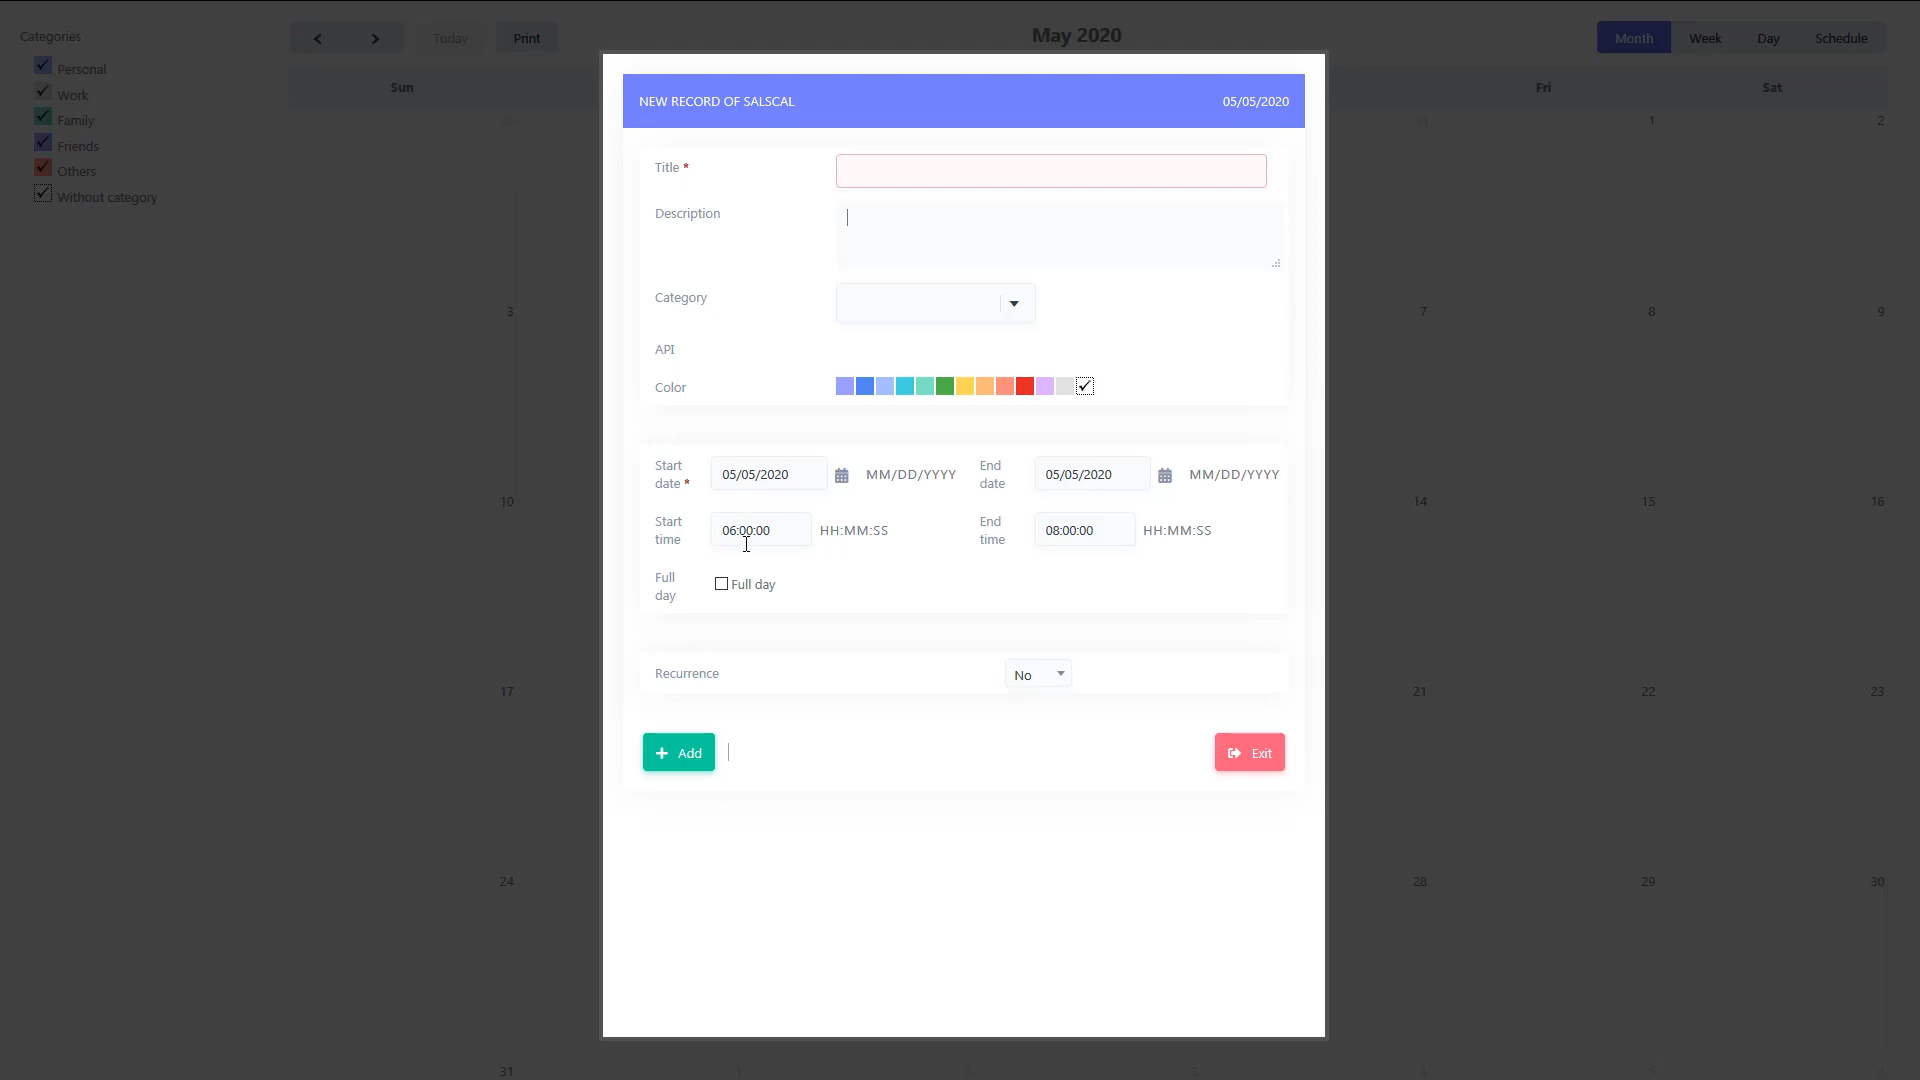 Categories
Personal
Work
Family
Friends
Others
Without category
Today
Print
May 2020
Month
Week
Day
Schedule
Sun
Fri
Sat
1
2
3
7
8
9
10
14
15
16
17
21
22
23
24
28
29
30
31
NEW RECORD OF SALSCAL
05/05/2020
Title *
Description
Category
API
Color
Start date *
05/05/2020
MM/DD/YYYY
End date
05/05/2020
MM/DD/YYYY
Start time
06:00:00
HH:MM:SS
End time
08:00:00
HH:MM:SS
Full day
Full day
Recurrence
No
Add
Exit